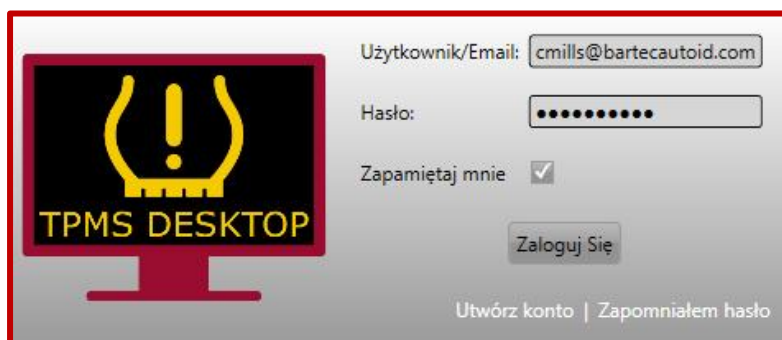 Użytkownik/Email: cmills@bartecautoid.com
Hasło: ••••••••••
Zapamiętaj mnie
TPMS DESKTOP
Zaloguj Się
Utwórz konto | Zapomniałem hasło